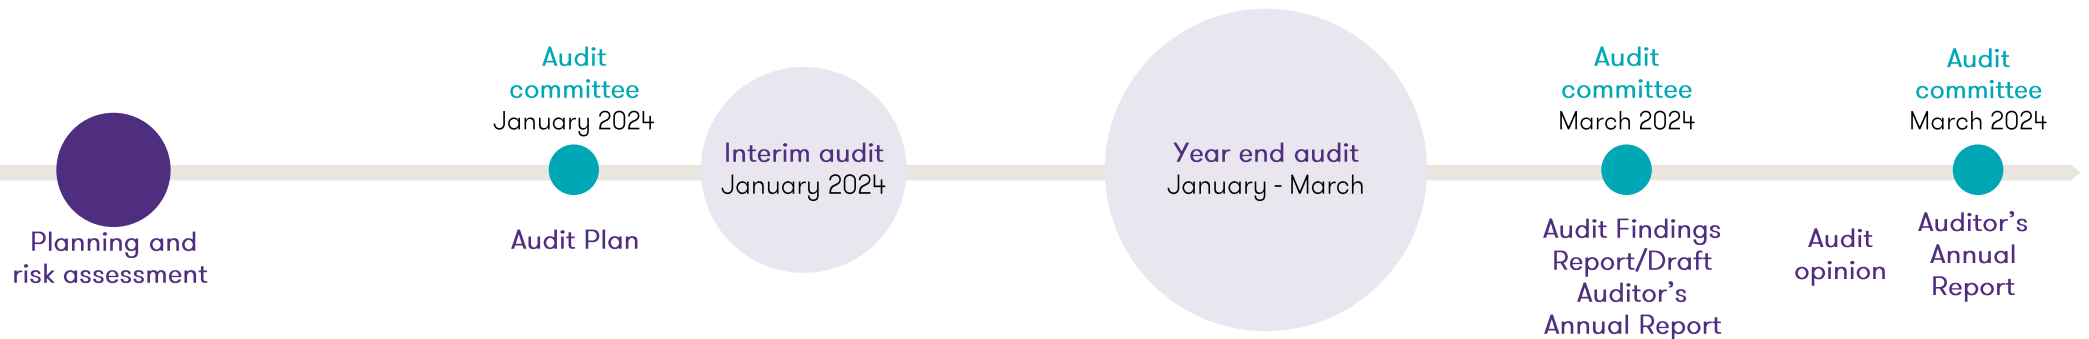 Planning and
risk assessment
Audit
committee
January 2024
Audit Plan
Interim audit
January 2024
Year end audit
January - March
Audit
committee
March 2024
Audit Findings
Report/Draft
Auditor's
Annual Report
Audit
opinion
Audit
committee
March 2024
Auditor's
Annual
Report